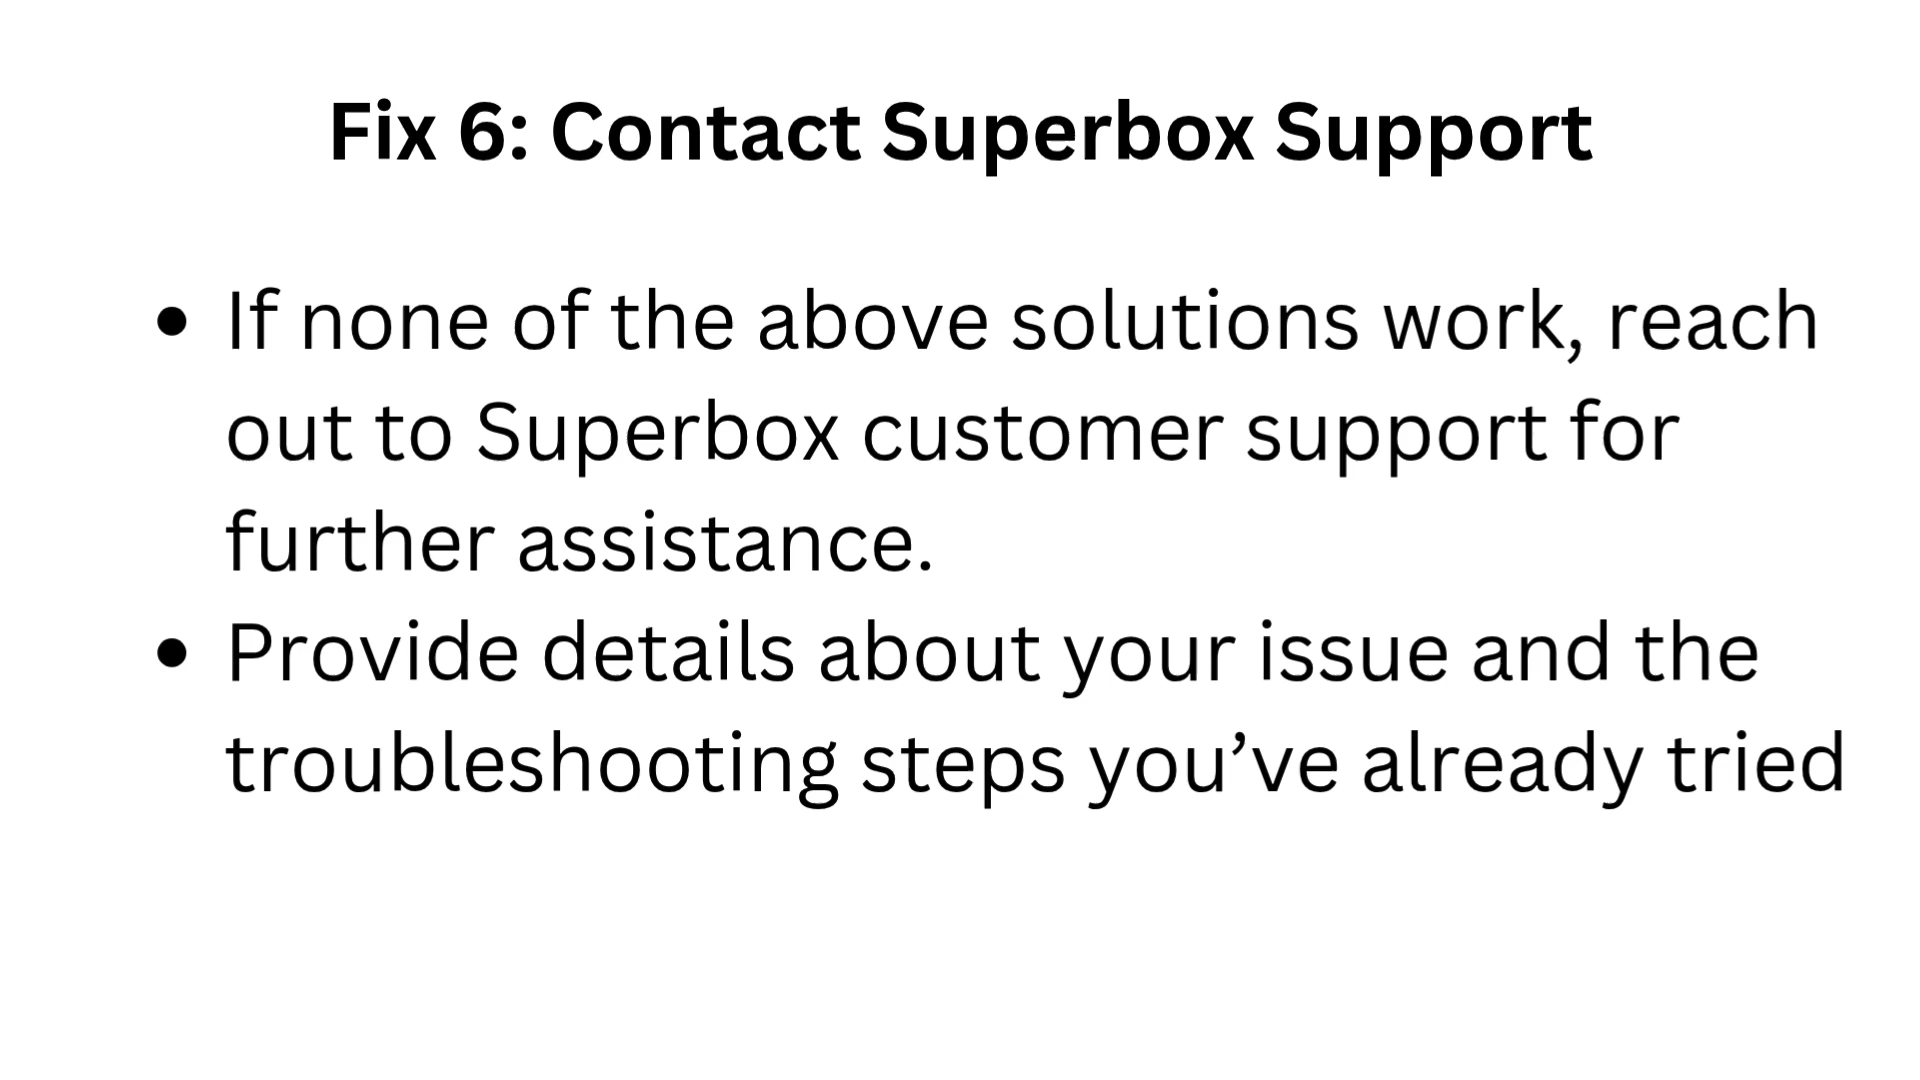 Fix 6: Contact Superbox Support
• If none of the above solutions work, reach
out to Superbox customer support for
further assistance.
• Provide details about your issue and the
troubleshooting steps you’ve already tried